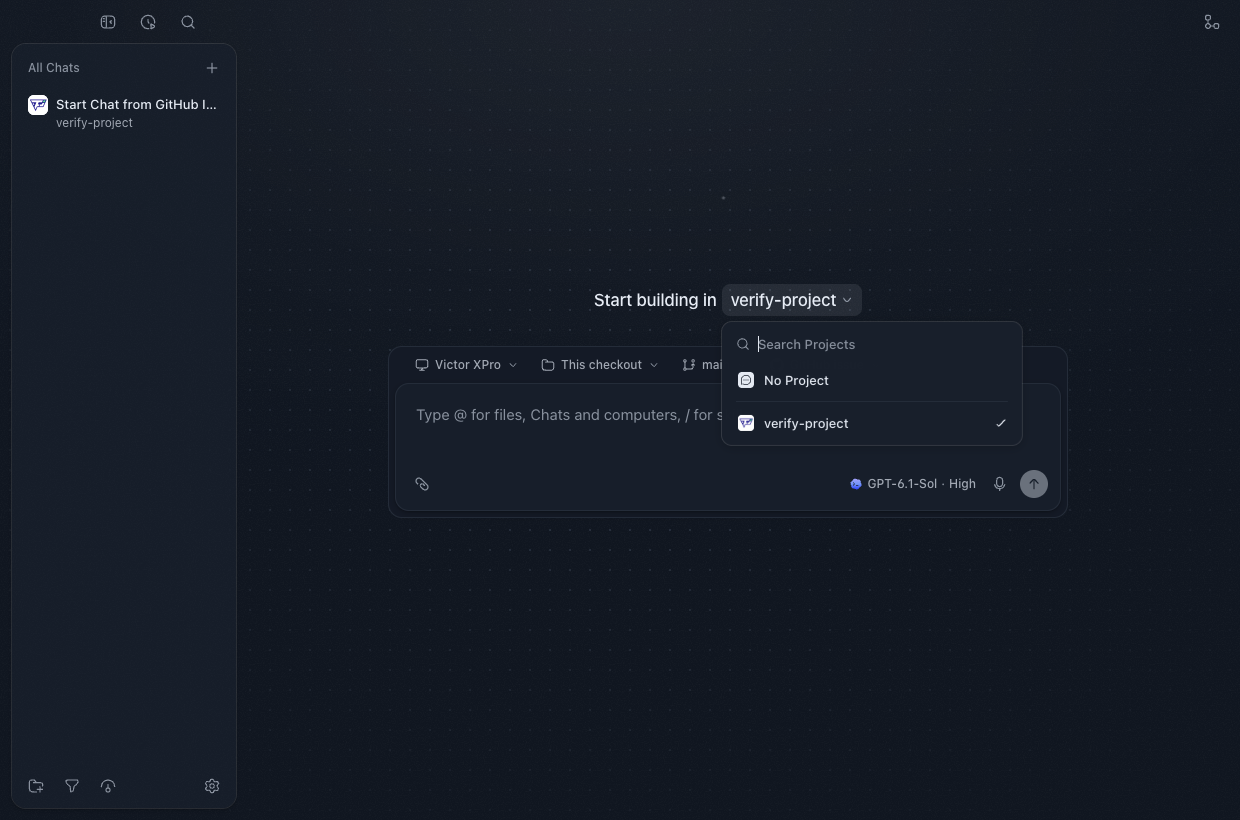 All Chats
Start Chat from GitHub I...
verify-project
Start building in verify-project
Search Projects
No Project
verify-project
Victor XPro
This checkout
mai
Type @ for files, Chats and computers, / for s
GPT-6.1-Sol · High